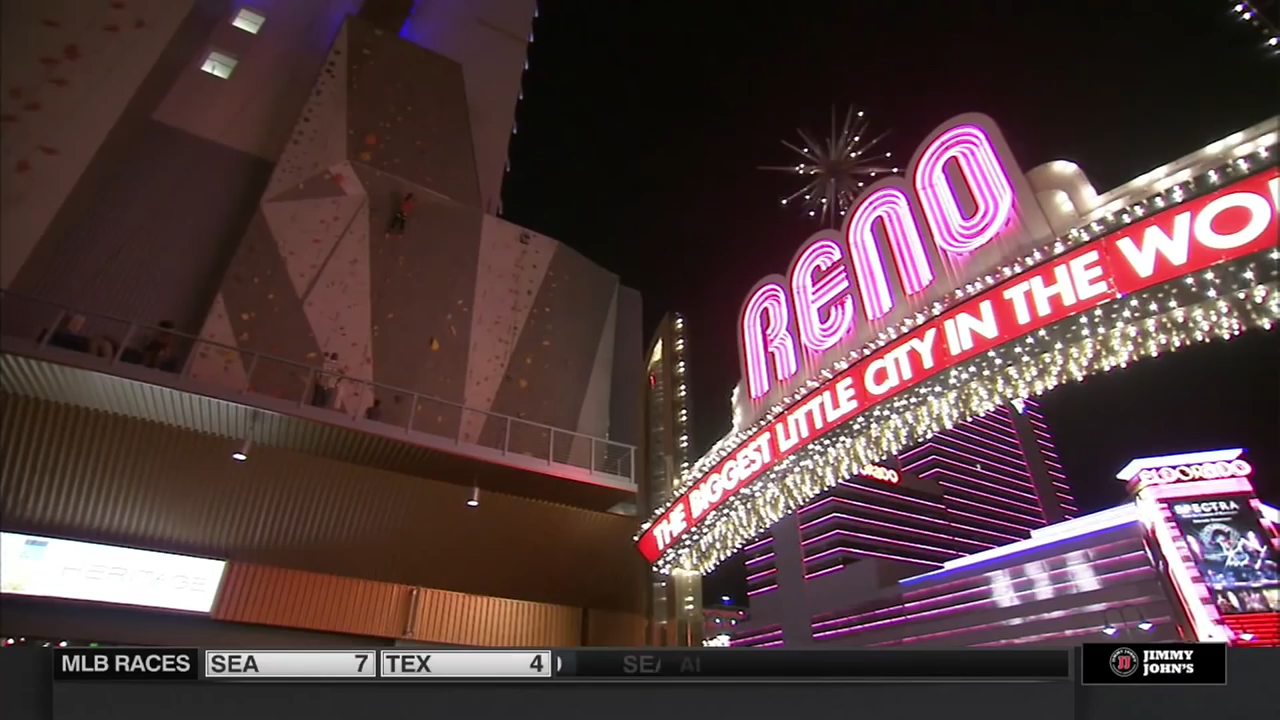 RENO
THE BIGGEST LITTLE CITY IN THE WO
ORADO
ELDORADO
SPECTRA
HERITAGE
MLB RACES SEA 7 TEX 4
JIMMY
JOHN'S